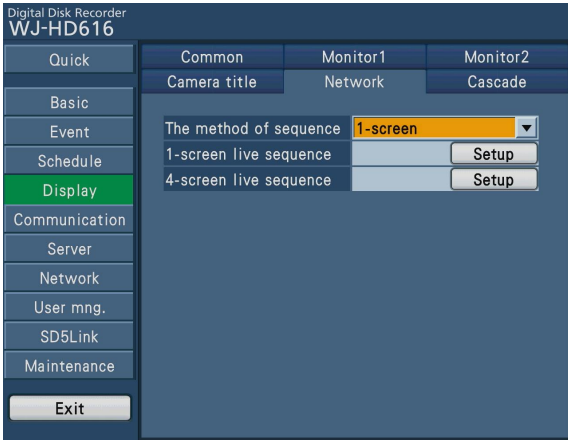 Digital Disk Recorder
WJ-HD616
Quick
Basic
Event
Schedule
Display
Communication
Server
Network
User mng.
SD5Link
Maintenance
Exit
Common Monitor1 Monitor2
Camera title Network Cascade
The method of sequence 1-screen
1-screen live sequence Setup
4-screen live sequence Setup